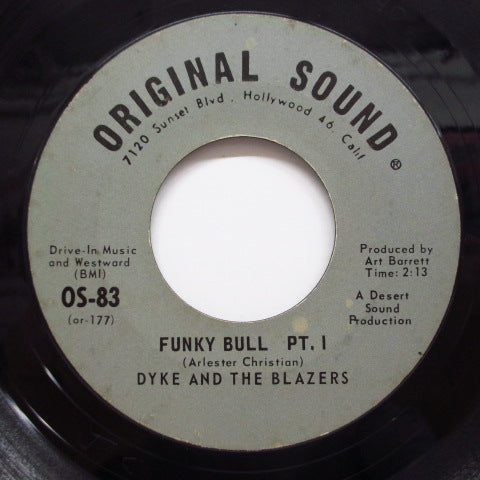 ORIGINAL SOUND®
7120 Sunset Blvd., Hollywood 46, Calif.
Drive-In Music
and Westward
(BMI)
OS-83
(or-177)
Produced by
Art Barrett
Time: 2:13
A Desert
Sound
Production
FUNKY BULL PT. I
(Arlester Christian)
DYKE AND THE BLAZERS